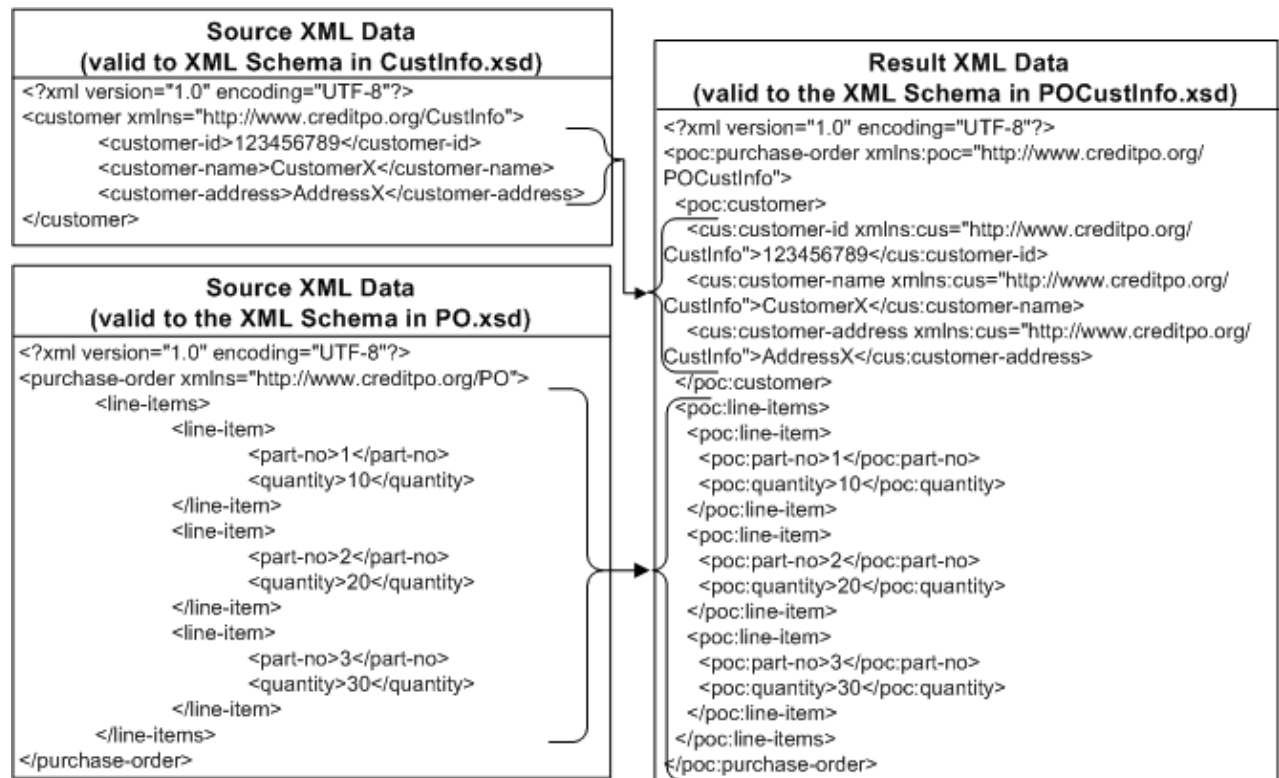 Source XML Data
(valid to XML Schema in CustInfo.xsd)
<?xml version="1.0" encoding="UTF-8"?>
<customer xmlns="http://www.creditpo.org/CustInfo">
<customer-id>123456789</customer-id>
<customer-name>CustomerX</customer-name>
<customer-address>AddressX</customer-address>
</customer>
Source XML Data
(valid to the XML Schema in PO.xsd)
<?xml version="1.0" encoding="UTF-8"?>
<purchase-order xmlns="http://www.creditpo.org/PO">
<line-items>
<line-item>
<part-no>1</part-no>
<quantity>10</quantity>
</line-item>
<line-item>
<part-no>2</part-no>
<quantity>20</quantity>
</line-item>
<line-item>
<part-no>3</part-no>
<quantity>30</quantity>
</line-item>
</line-items>
</purchase-order>
Result XML Data
(valid to the XML Schema in POCustInfo.xsd)
<?xml version="1.0" encoding="UTF-8"?>
<poc:purchase-order xmlns:poc="http://www.creditpo.org/
POCustInfo">
<poc:customer>
<cus:customer-id xmlns:cus="http://www.creditpo.org/
CustInfo">123456789</cus:customer-id>
<cus:customer-name xmlns:cus="http://www.creditpo.org/
CustInfo">CustomerX</cus:customer-name>
<cus:customer-address xmlns:cus="http://www.creditpo.org/
CustInfo">AddressX</cus:customer-address>
</poc:customer>
<poc:line-items>
<poc:line-item>
<poc:part-no>1</poc:part-no>
<poc:quantity>10</poc:quantity>
</poc:line-item>
<poc:line-item>
<poc:part-no>2</poc:part-no>
<poc:quantity>20</poc:quantity>
</poc:line-item>
<poc:line-item>
<poc:part-no>3</poc:part-no>
<poc:quantity>30</poc:quantity>
</poc:line-item>
</poc:line-items>
</poc:purchase-order>